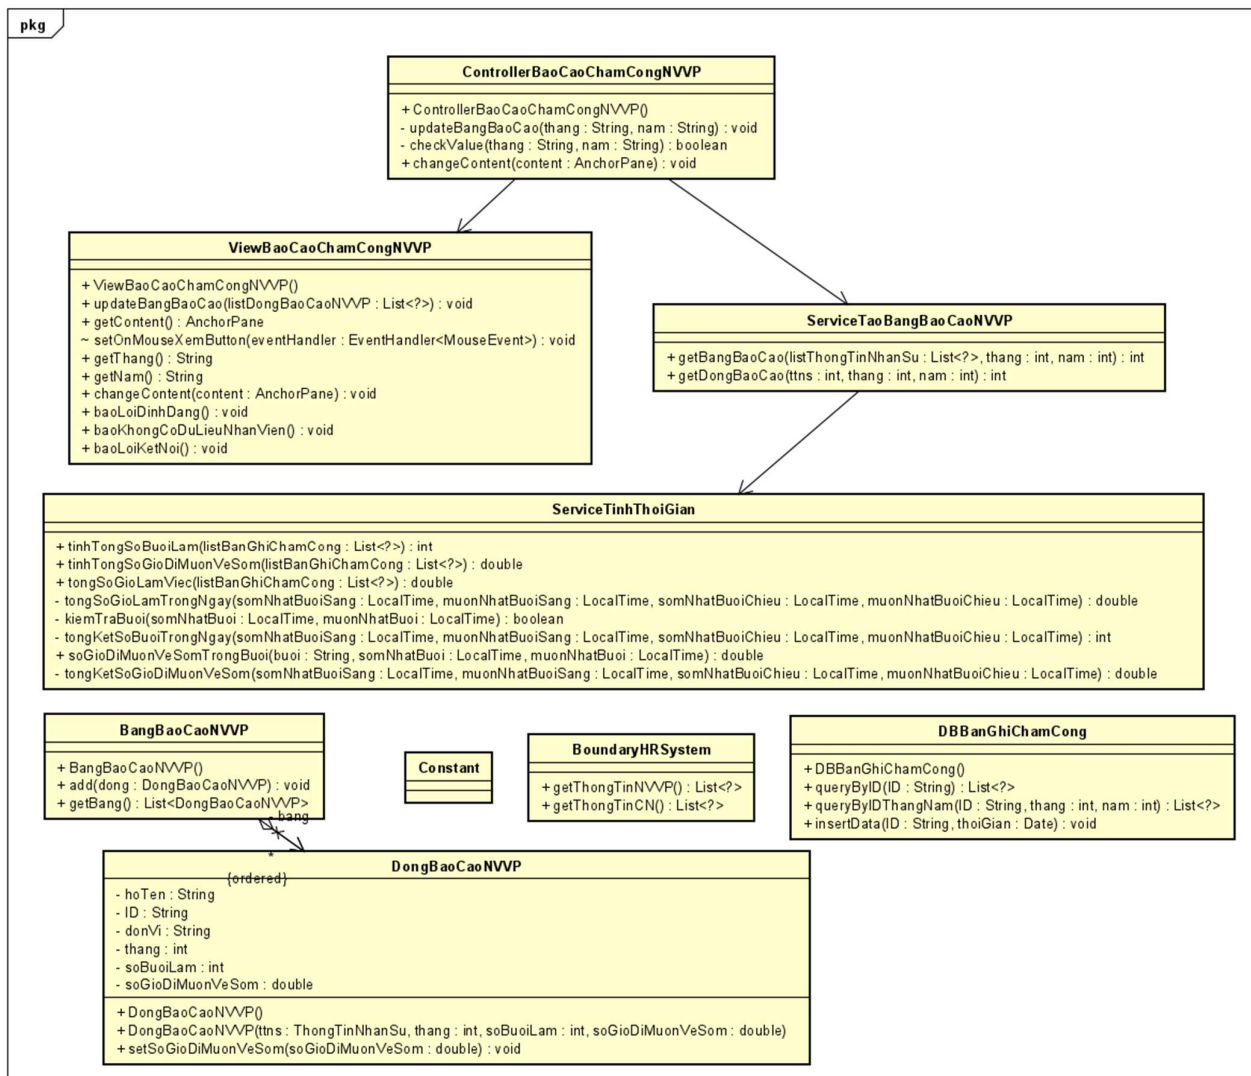 pkg
ControllerBaoCaoChamCongNVVP
+ ControllerBaoCaoChamCongNVVP()
- updateBangBaoCao(thang : String, nam : String) : void
- checkValue(thang : String, nam : String) : boolean
+ changeContent(content : AnchorPane) : void
ViewBaoCaoChamCongNVVP
+ ViewBaoCaoChamCongNVVP()
+ updateBangBaoCao(listDongBaoCaoNVVP : List<?>) : void
+ getContent() : AnchorPane
~ setOnMouseXemButton(eventHandler : EventHandler<MouseEvent>) : void
+ getThang() : String
+ getNam() : String
+ changeContent(content : AnchorPane) : void
+ baoLoiDinhDang() : void
+ baoKhongCoDuLieuNhanVien() : void
+ baoLoiKetNoi() : void
ServiceTaoBangBaoCaoNVVP
+ getBangBaoCao(listThongTinNhanSu : List<?>, thang : int, nam : int) : int
+ getDongBaoCao(ttns : int, thang : int, nam : int) : int
ServiceTinhThoiGian
+ tinhTongSoBuoiLam(listBanGhiChamCong : List<?>) : int
+ tinhTongSoGioDiMuonVeSom(listBanGhiChamCong : List<?>) : double
+ tongSoGioLamViec(listBanGhiChamCong : List<?>) : double
- tongSoGioLamTrongNgay(somNhatBuoiSang : LocalTime, muonNhatBuoiSang : LocalTime, somNhatBuoiChieu : LocalTime, muonNhatBuoiChieu : LocalTime) : double
- kiemTraBuoi(somNhatBuoi : LocalTime, muonNhatBuoi : LocalTime) : boolean
- tongKetSoBuoiTrongNgay(somNhatBuoiSang : LocalTime, muonNhatBuoiSang : LocalTime, somNhatBuoiChieu : LocalTime, muonNhatBuoiChieu : LocalTime) : int
+ soGioDiMuonVeSomTrongBuoi(buoi : String, somNhatBuoi : LocalTime, muonNhatBuoi : LocalTime) : double
- tongKetSoGioDiMuonVeSom(somNhatBuoiSang : LocalTime, muonNhatBuoiSang : LocalTime, somNhatBuoiChieu : LocalTime, muonNhatBuoiChieu : LocalTime) : double
BangBaoCaoNVVP
+ BangBaoCaoNVVP()
+ add(dong : DongBaoCaoNVVP) : void
+ getBang() : List<DongBaoCaoNVVP>
- bang
*
{ordered}
Constant
BoundaryHRSystem
+ getThongTinNVVP() : List<?>
+ getThongTinCN() : List<?>
DBBanGhiChamCong
+ DBBanGhiChamCong()
+ queryByID(ID : String) : List<?>
+ queryByIDThangNam(ID : String, thang : int, nam : int) : List<?>
+ insertData(ID : String, thoiGian : Date) : void
DongBaoCaoNVVP
- hoTen : String
- ID : String
- donVi : String
- thang : int
- soBuoiLam : int
- soGioDiMuonVeSom : double
+ DongBaoCaoNVVP()
+ DongBaoCaoNVVP(ttns : ThongTinNhanSu, thang : int, soBuoiLam : int, soGioDiMuonVeSom : double)
+ setSoGioDiMuonVeSom(soGioDiMuonVeSom : double) : void